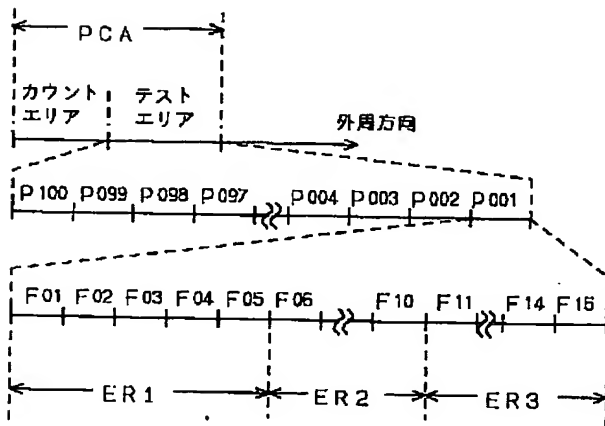 PCA
カウント
エリア
テスト
エリア
外周方向
P100 P099 P098 P097 P004 P003 P002 P001
F01 F02 F03 F04 F05 F06 F10 F11 F14 F15
ER1 ER2 ER3